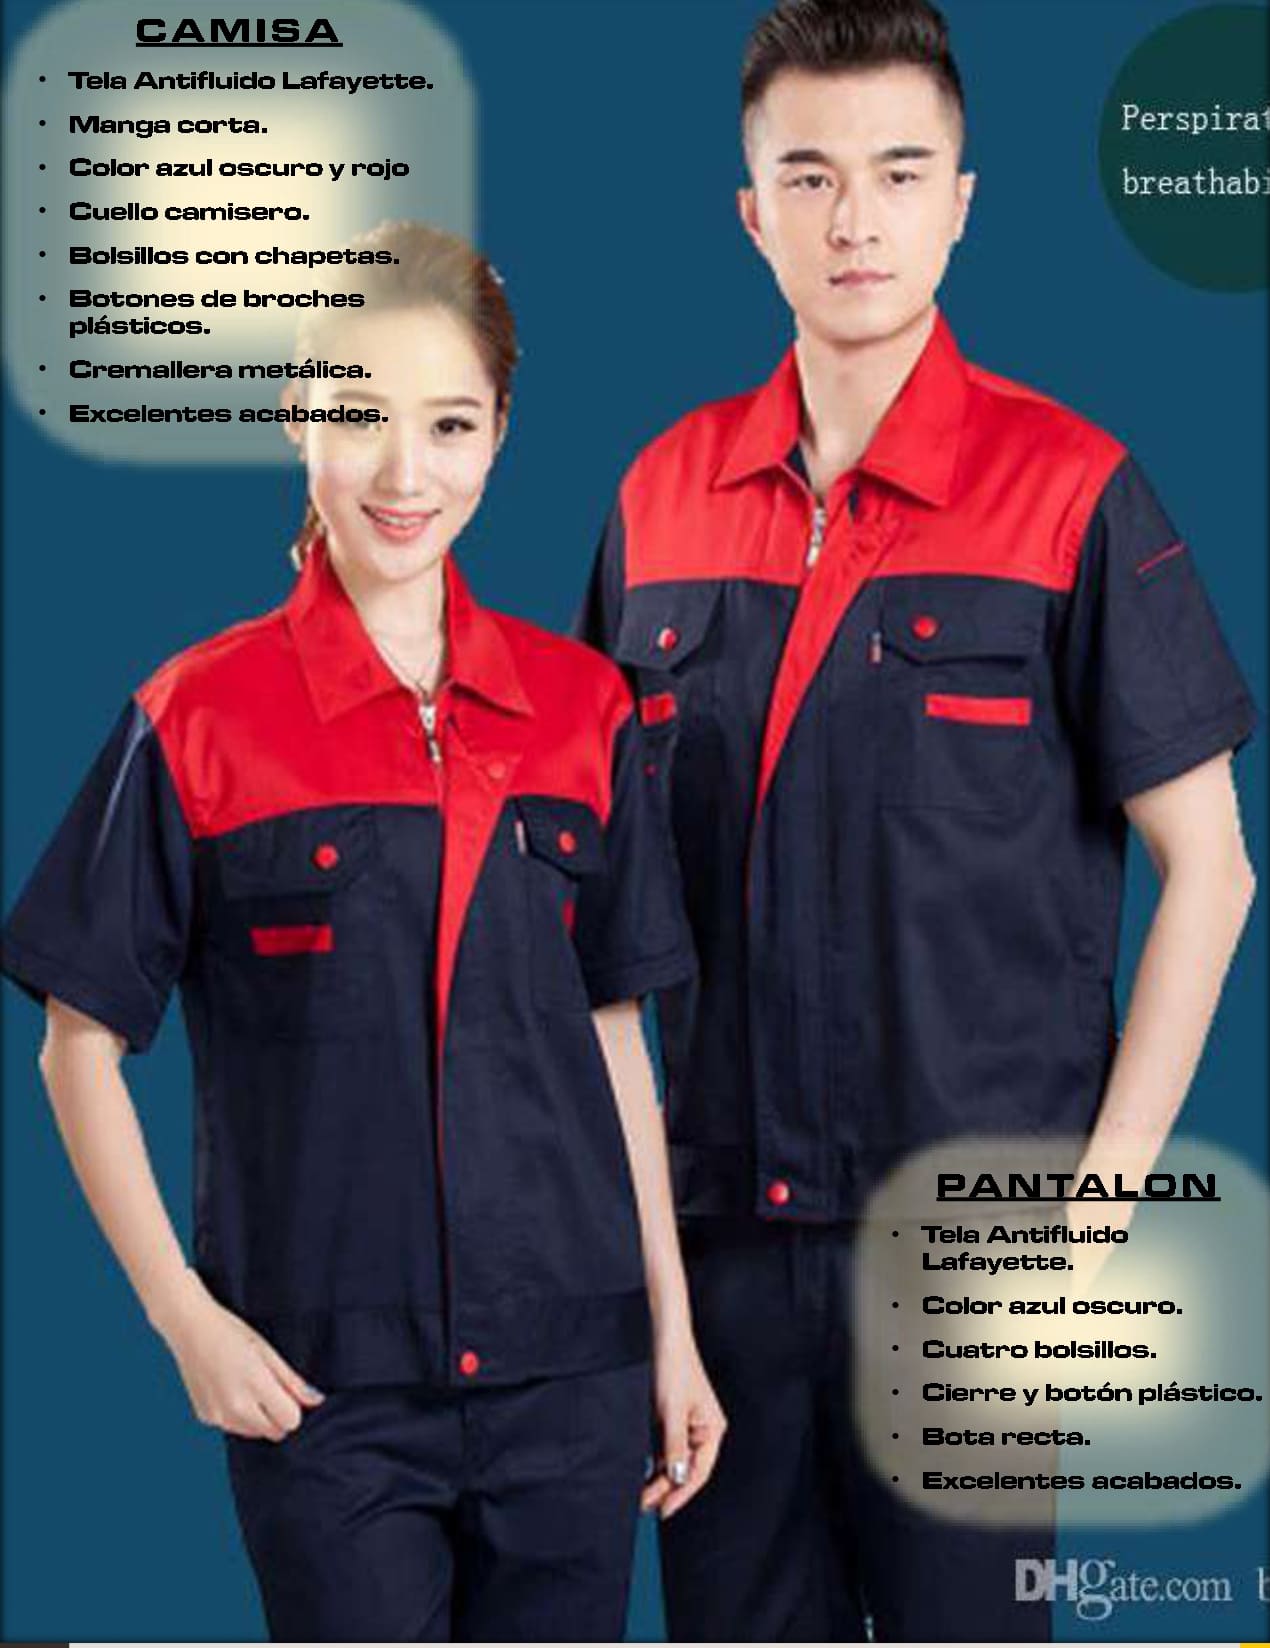 CAMISA
• Tela Antifluido Lafayette.
• Manga corta.
• Color azul oscuro y rojo
• Cuello camisero.
• Bolsillos con chapetas.
• Botones de broches
plásticos.
• Cremallera metálica.
• Excelentes acabados.
PANTALON
• Tela Antifluido
Lafayette.
• Color azul oscuro.
• Cuatro bolsillos.
• Cierre y botón plástico.
• Bota recta.
• Excelentes acabados.
DHgate.com